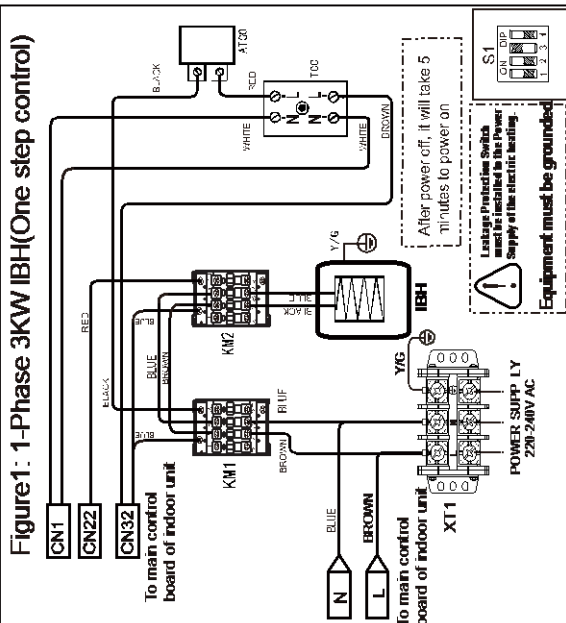 Figure1: 1-Phase 3KW IBH(One step control)
CN1
CN22
CN32
To main control
board of indoor unit
RED
BLACK
BLUE
BLUE
BLUE
BROWN
KM1
KM2
BLUE
BROWN
BLACK
BLUE
IBH
Y/G
BLACK
ATCO
RED
TCO
L
L
N
N
WHITE
WHITE
BROWN
N
L
BLUE
BROWN
To main control
board of indoor unit
XT1
L
N
Y/G
POWER SUPPLY
220-240V AC
After power off, it will take 5
minutes to power on
S1
ON DIP
1 2 3 4
Leakage Protection Switch
must be installed to the Power
Supply of the electric heating.
Equipment must be grounded